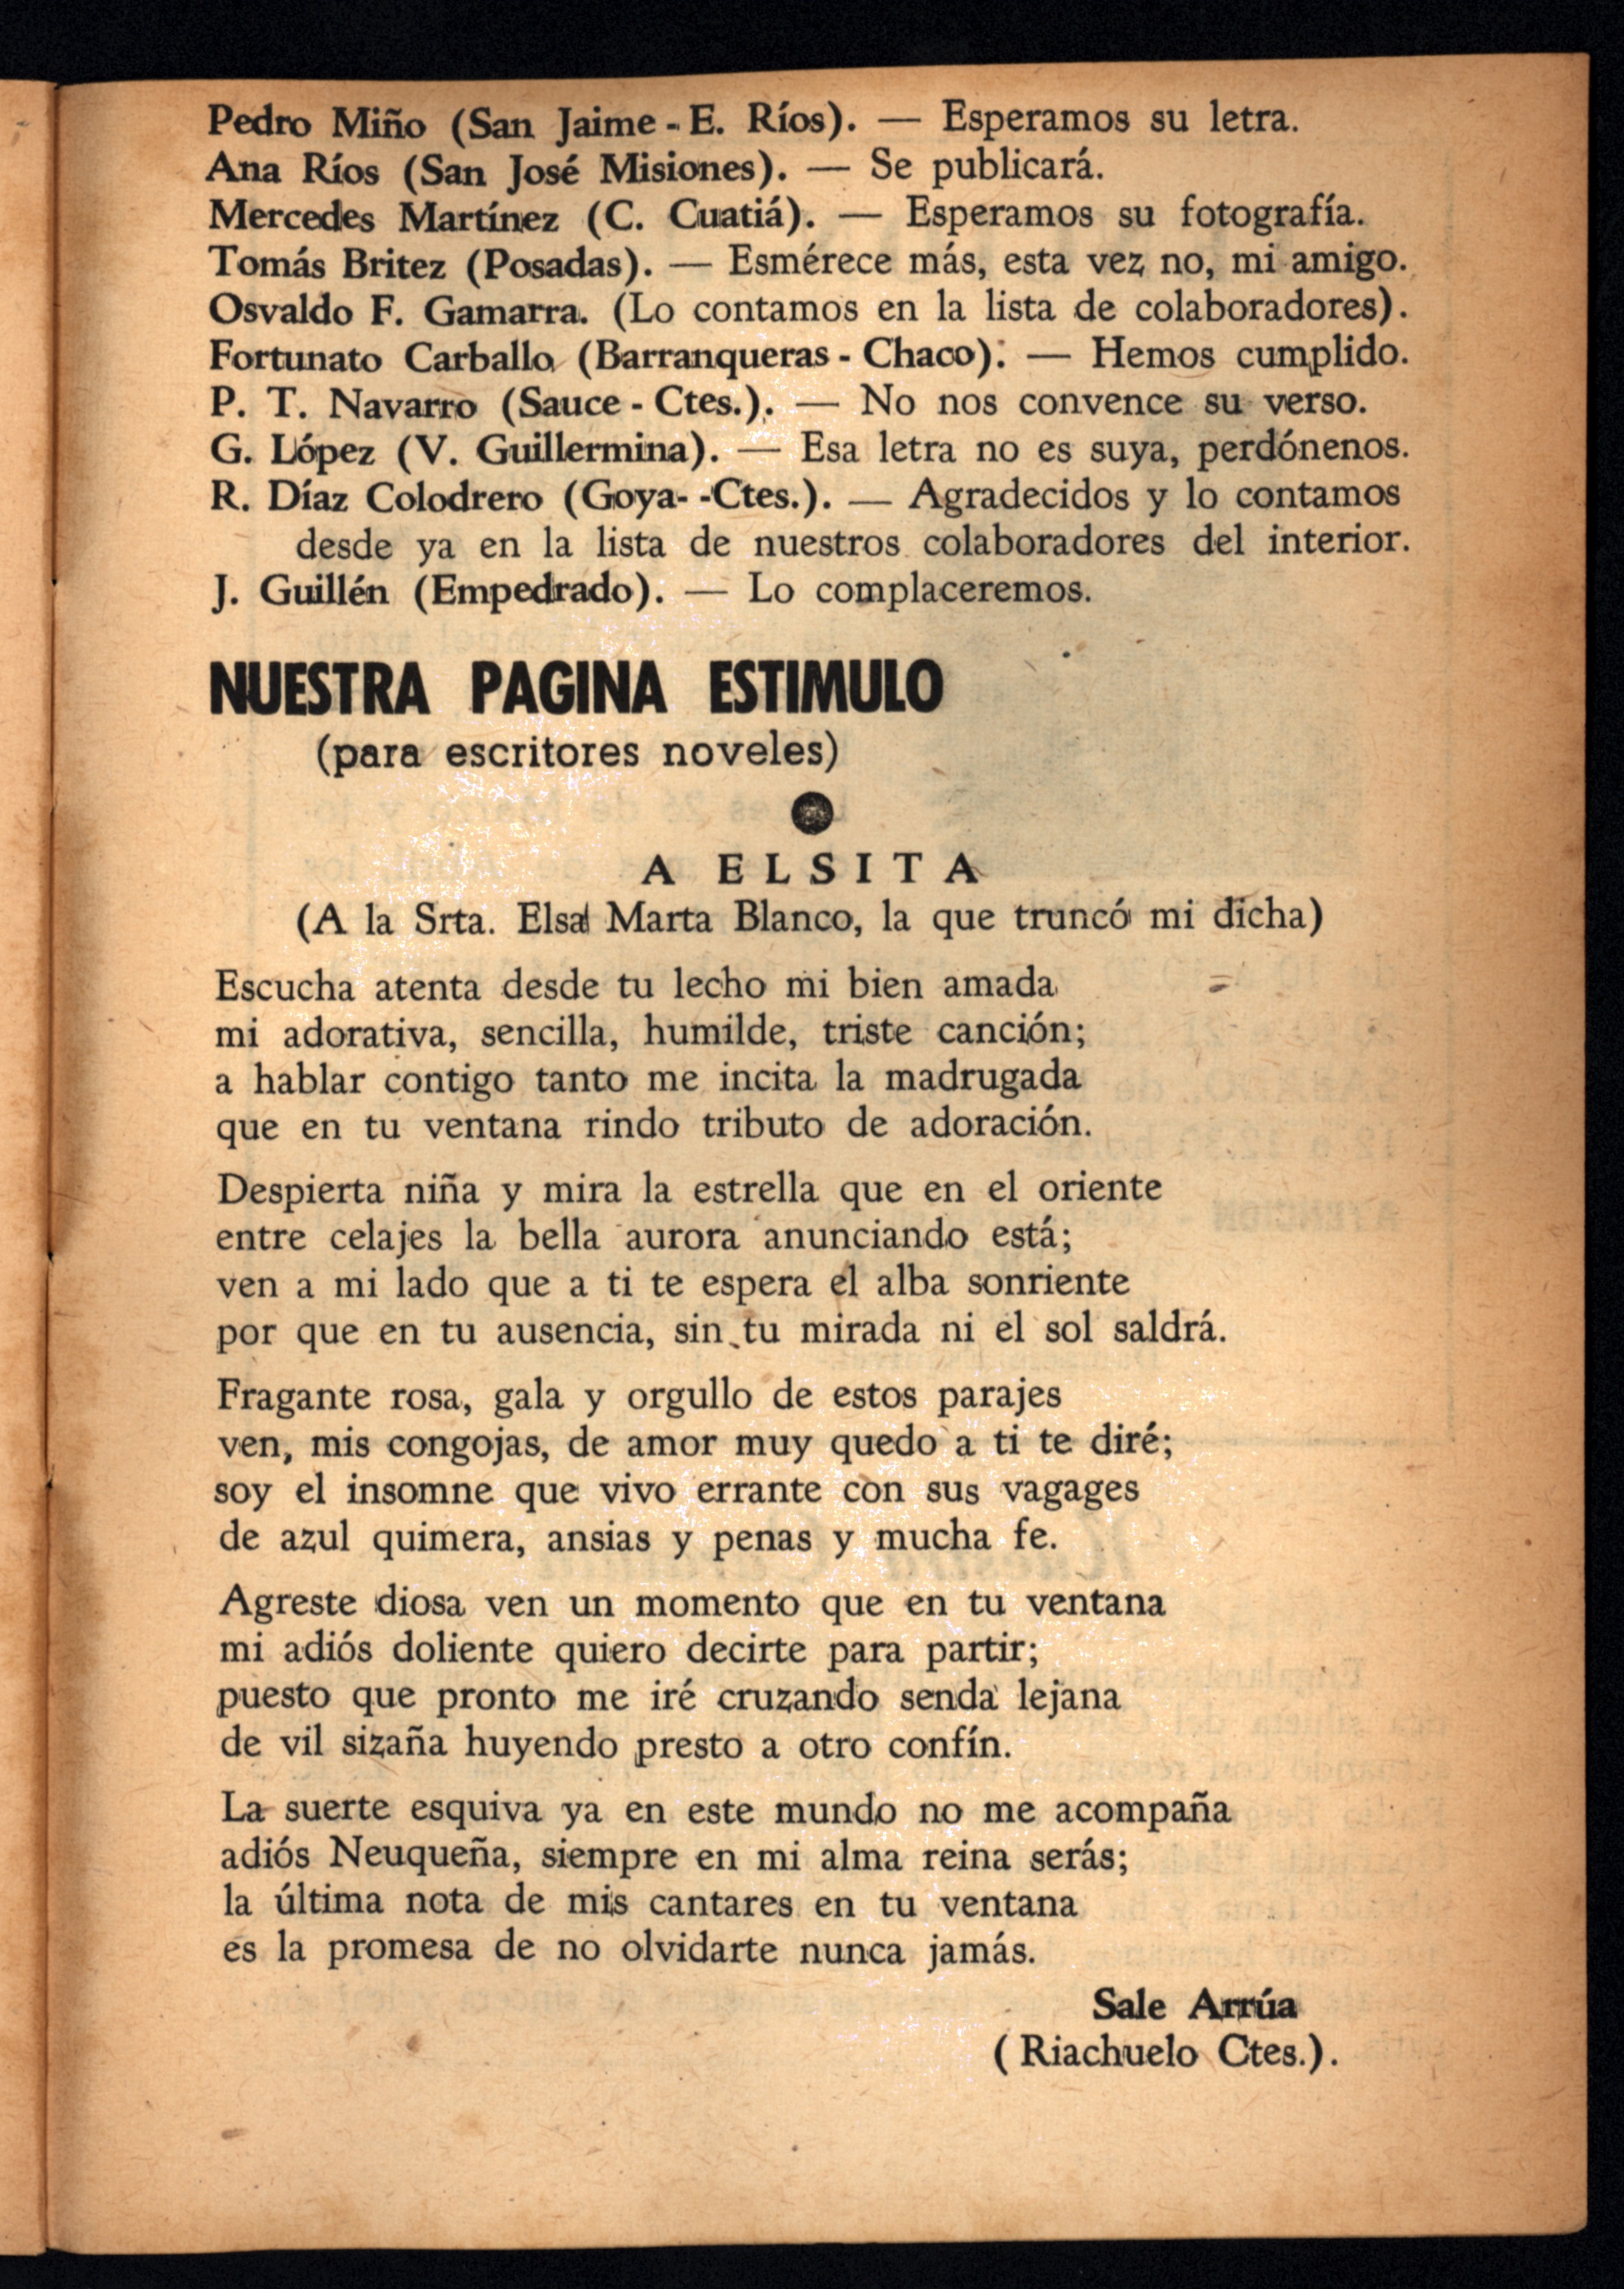 Pedro Miño (San Jaime - E. Ríos). — Esperamos su letra.
Ana Ríos (San José Misiones). — Se publicará.
Mercedes Martínez (C. Cuatiá). — Esperamos su fotografía.
Tomás Britez (Posadas). — Esmérece más, esta vez no, mi amigo.
Osvaldo F. Gamarra. (Lo contamos en la lista de colaboradores).
Fortunato Carballo (Barranqueras - Chaco). — Hemos cumplido.
P. T. Navarro (Sauce - Ctes.). — No nos convence su verso.
G. López (V. Guillermina). — Esa letra no es suya, perdónenos.
R. Díaz Colodrero (Goya- -Ctes.). — Agradecidos y lo contamos
desde ya en la lista de nuestros colaboradores del interior.
J. Guillén (Empedrado). — Lo complaceremos.
NUESTRA PAGINA ESTIMULO
(para escritores noveles)
A ELSITA
(A la Srta. Elsa Marta Blanco, la que truncó mi dicha)
Escucha atenta desde tu lecho mi bien amada
mi adorativa, sencilla, humilde, triste canción;
a hablar contigo tanto me incita la madrugada
que en tu ventana rindo tributo de adoración.
Despierta niña y mira la estrella que en el oriente
entre celajes la bella aurora anunciando está;
ven a mi lado que a ti te espera el alba sonriente
por que en tu ausencia, sin tu mirada ni el sol saldrá.
Fragante rosa, gala y orgullo de estos parajes
ven, mis congojas, de amor muy quedo a ti te diré;
soy el insomne que vivo errante con sus vagages
de azul quimera, ansias y penas y mucha fe.
Agreste diosa ven un momento que en tu ventana
mi adiós doliente quiero decirte para partir;
puesto que pronto me iré cruzando senda lejana
de vil sizaña huyendo presto a otro confín.
La suerte esquiva ya en este mundo no me acompaña
adiós Neuqueña, siempre en mi alma reina serás;
la última nota de mis cantares en tu ventana
es la promesa de no olvidarte nunca jamás.
Sale Arrúa
( Riachuelo Ctes.).